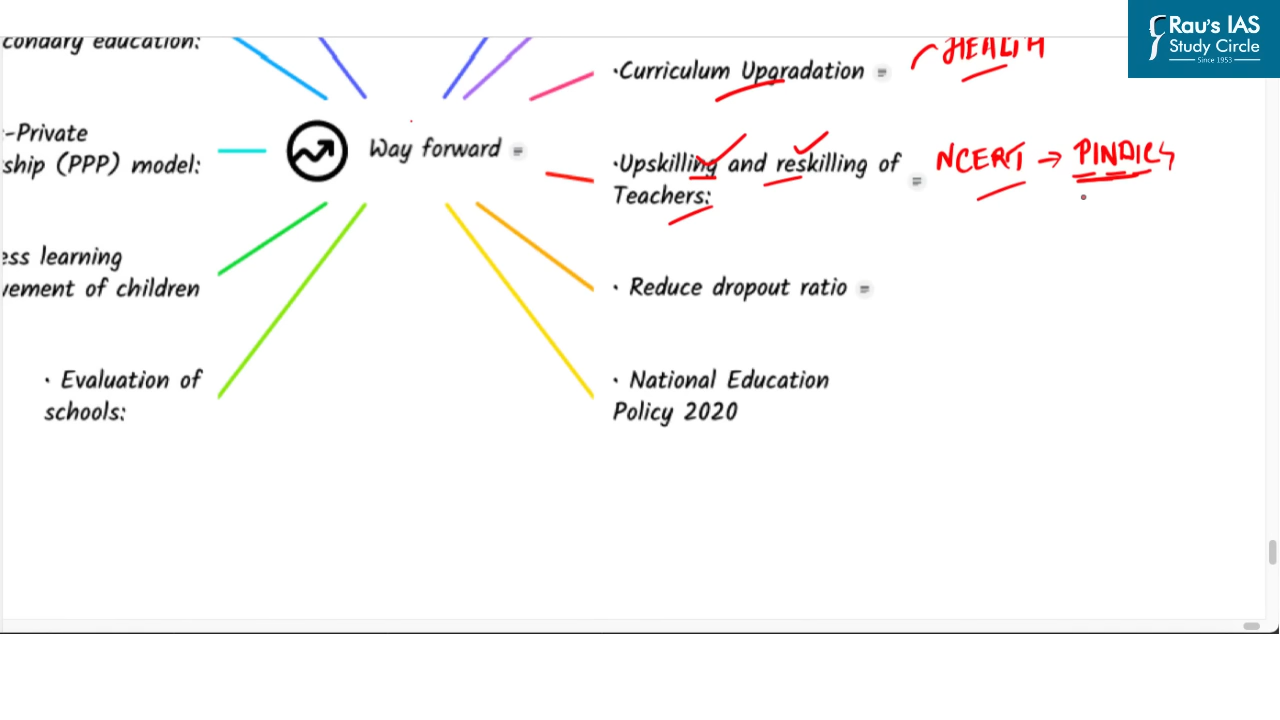 Rau's IAS
Study Circle
Since 1953
condary education:
HEALTH
·Curriculum Upgradation
-Private
ship (PPP) model:
Way forward
·Upskilling and reskilling of
Teachers:
NCERT → PINDICS
ess learning
vement of children
· Reduce dropout ratio
· Evaluation of
schools:
· National Education
Policy 2020